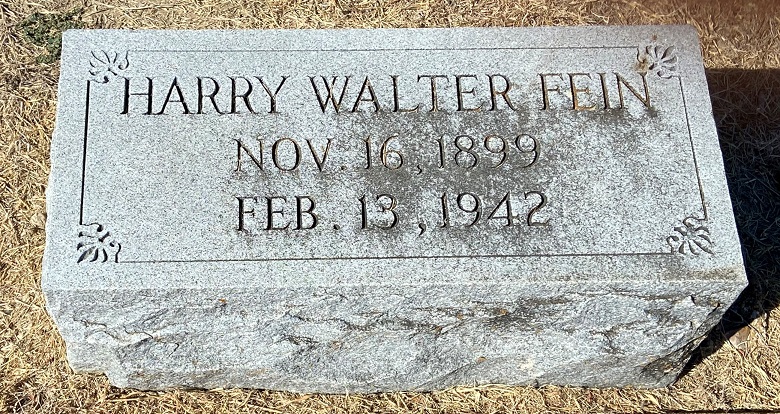 HARRY WALTER FEIN
NOV. 16, 1899
FEB. 13, 1942